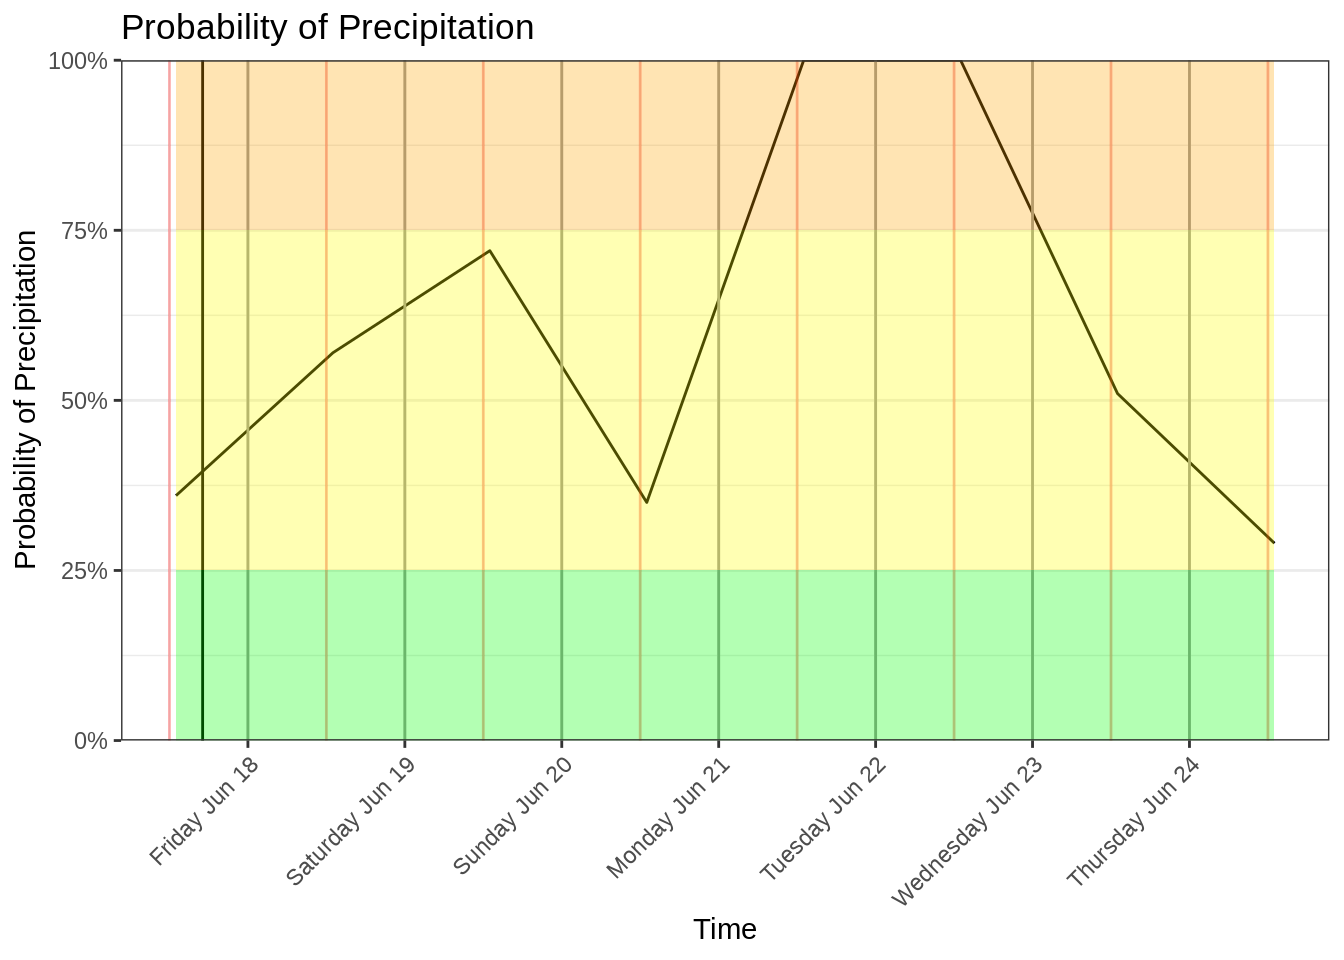 Probability of Precipitation
Probability of Precipitation
100%
75%
50%
25%
0%
Friday Jun 18
Saturday Jun 19
Sunday Jun 20
Monday Jun 21
Tuesday Jun 22
Wednesday Jun 23
Thursday Jun 24
Time